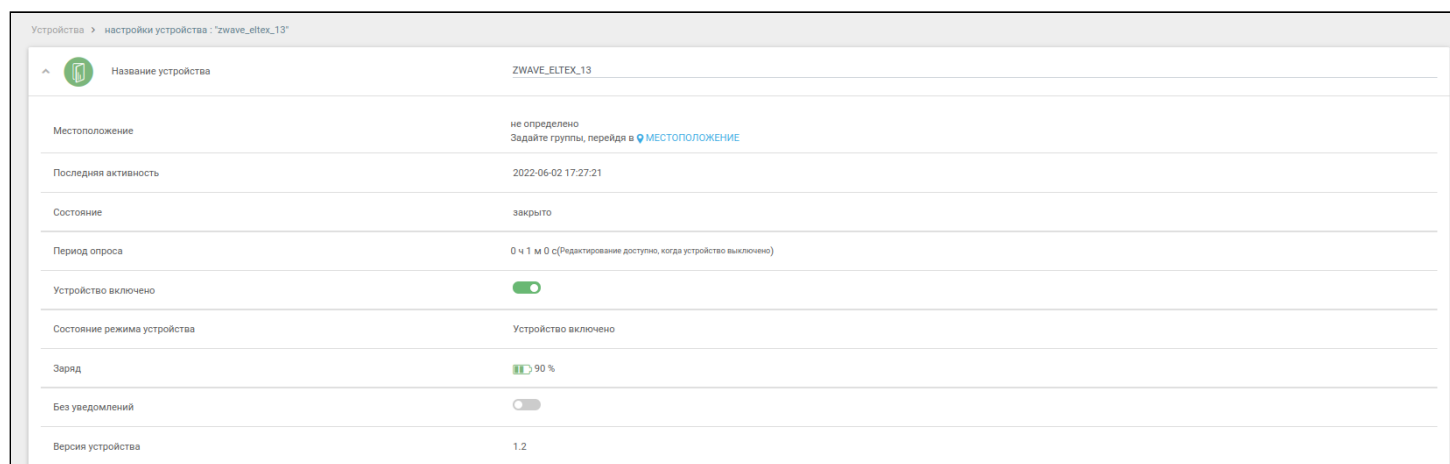 Устройства > настройки устройства : "zwave_eltex_13"
Название устройства ZWAVE_ELTEX_13
Местоположение не определено
Задайте группы, перейдя в МЕСТОПОЛОЖЕНИЕ
Последняя активность 2022-06-02 17:27:21
Состояние закрыто
Период опроса 0 ч 1 м 0 с(Редактирование доступно, когда устройство выключено)
Устройство включено
Состояние режима устройства Устройство включено
Заряд 90 %
Без уведомлений
Версия устройства 1.2